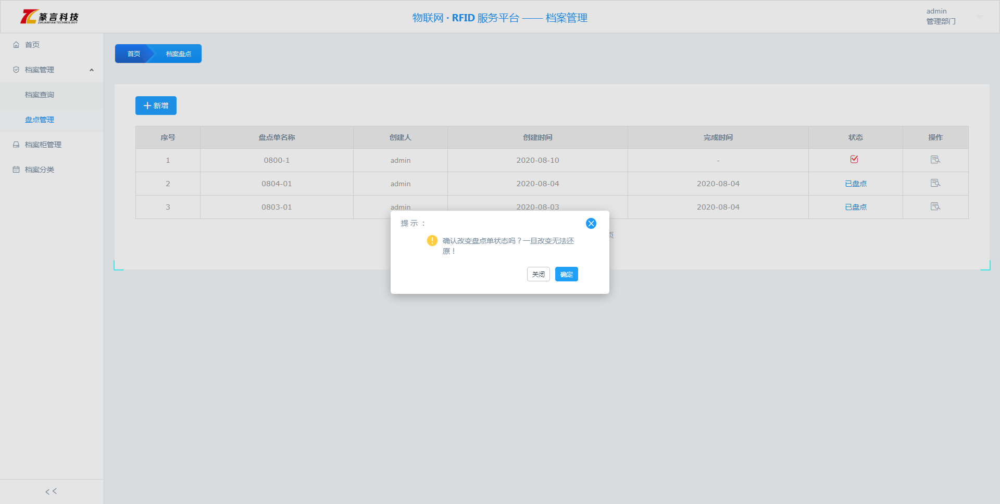 篆言科技
ZHUANYAN TECHNOLOGY
物联网 · RFID 服务平台 —— 档案管理
admin
管理部门
首页
档案管理
档案查询
盘点管理
档案柜管理
档案分类
<<
首页 档案盘点
新增
序号 盘点单名称 创建人 创建时间 完成时间 状态 操作
1 0800-1 admin 2020-08-10 -
2 0804-01 admin 2020-08-04 2020-08-04 已盘点
3 0803-01 admin 2020-08-03 2020-08-04 已盘点
页
提 示 ：
确认改变盘点单状态吗？一旦改变无法还
原！
关闭 确定